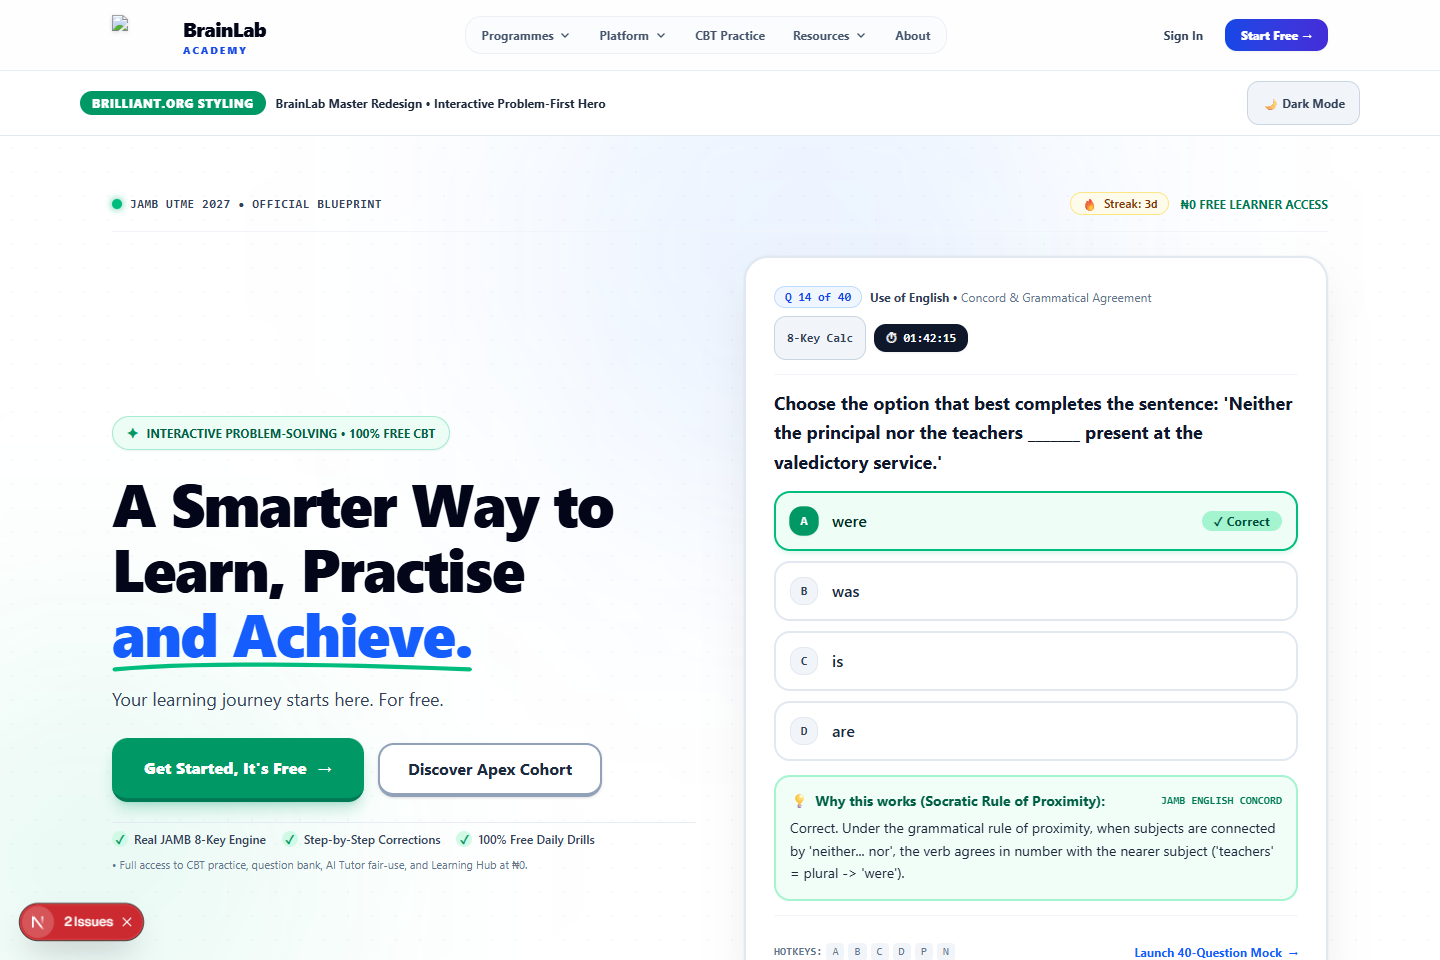 BrainLab
ACADEMY
Programmes
Platform
CBT Practice
Resources
About
Sign In
Start Free →
BRILLIANT.ORG STYLING
BrainLab Master Redesign • Interactive Problem-First Hero
🌙 Dark Mode
JAMB UTME 2027 • OFFICIAL BLUEPRINT
🔥 Streak: 3d
₦0 FREE LEARNER ACCESS
✦ INTERACTIVE PROBLEM-SOLVING • 100% FREE CBT
A Smarter Way to
Learn, Practise
and Achieve.
Your learning journey starts here. For free.
Get Started, It's Free →
Discover Apex Cohort
✓ Real JAMB 8-Key Engine
✓ Step-by-Step Corrections
✓ 100% Free Daily Drills
• Full access to CBT practice, question bank, AI Tutor fair-use, and Learning Hub at ₦0.
N 2 Issues ×
Q 14 of 40
Use of English • Concord & Grammatical Agreement
8-Key Calc
⏱ 01:42:15
Choose the option that best completes the sentence: 'Neither
the principal nor the teachers ______ present at the
valedictory service.'
A were ✓ Correct
B was
C is
D are
💡 Why this works (Socratic Rule of Proximity):
JAMB ENGLISH CONCORD
Correct. Under the grammatical rule of proximity, when subjects are connected
by 'neither... nor', the verb agrees in number with the nearer subject ('teachers'
= plural -> 'were').
HOTKEYS: A B C D P N
Launch 40-Question Mock →